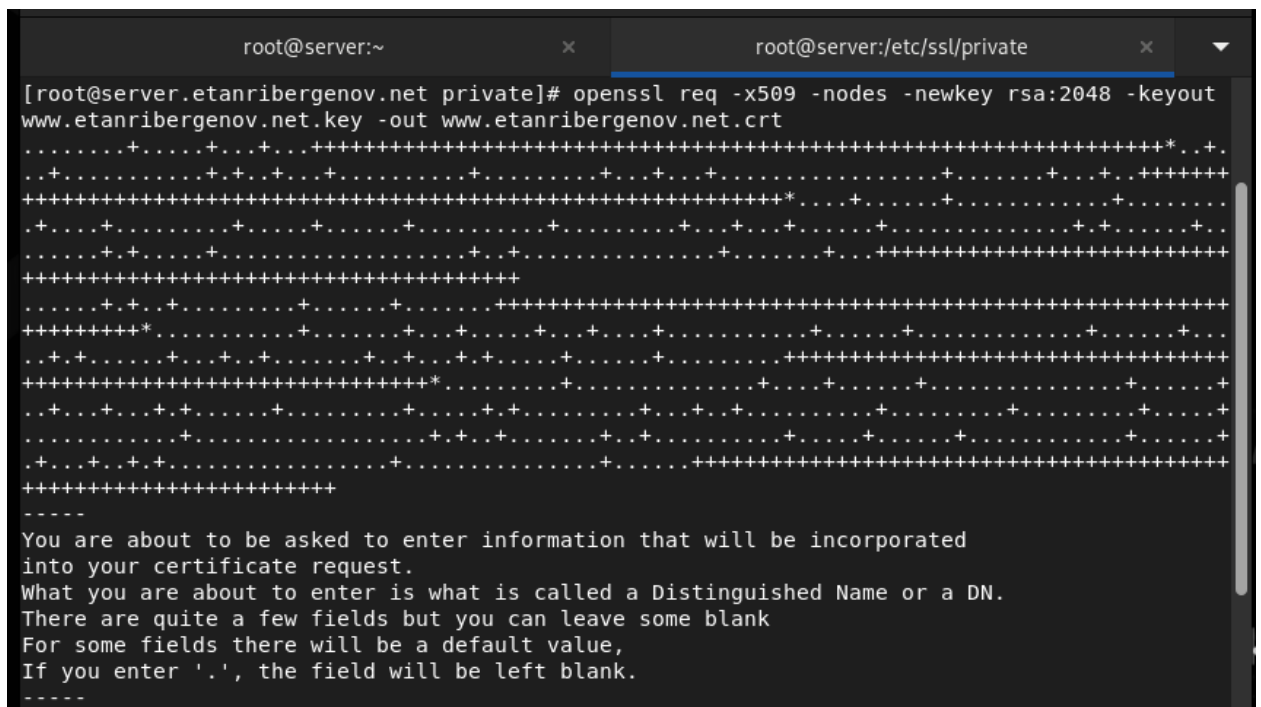 root@server:~ × root@server:/etc/ssl/private ×
[root@server.etanribergenov.net private]# openssl req -x509 -nodes -newkey rsa:2048 -keyout
www.etanribergenov.net.key -out www.etanribergenov.net.crt
-----
You are about to be asked to enter information that will be incorporated
into your certificate request.
What you are about to enter is what is called a Distinguished Name or a DN.
There are quite a few fields but you can leave some blank
For some fields there will be a default value,
If you enter '.', the field will be left blank.
-----